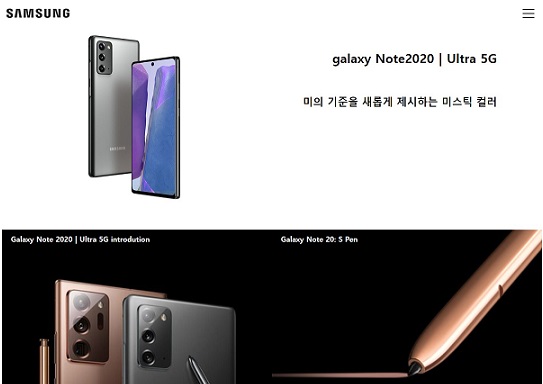 SAMSUNG
galaxy Note2020 | Ultra 5G
미의 기준을 새롭게 제시하는 미스틱 컬러
SAMSUNG
Galaxy Note 2020 | Ultra 5G introdution
Galaxy Note 20: S Pen